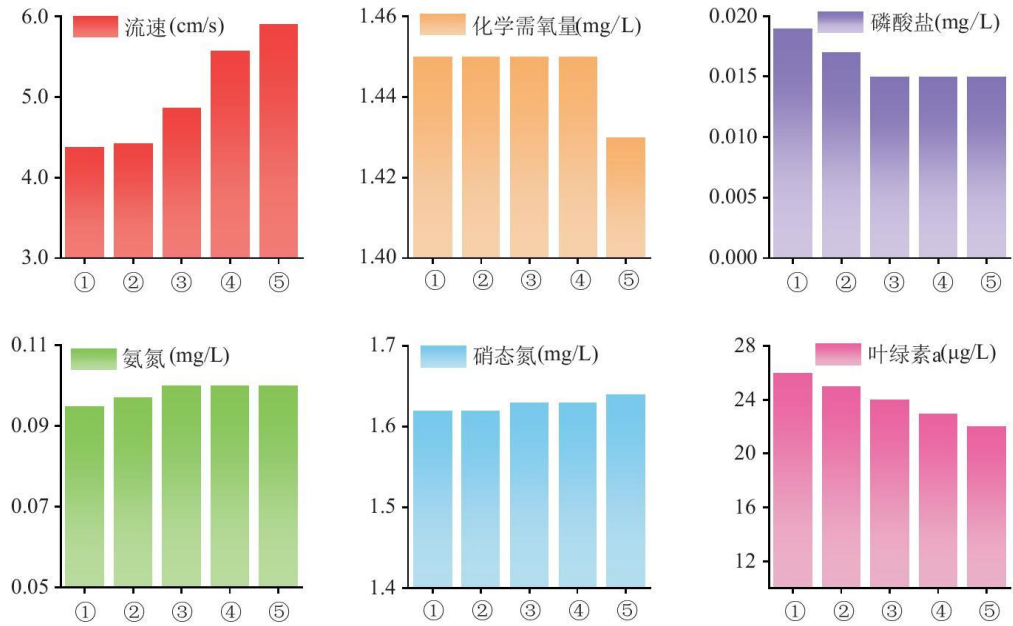 流速(cm/s)
6.0
5.0
4.0
3.0
① ② ③ ④ ⑤
化学需氧量(mg/L)
1.46
1.44
1.42
1.40
① ② ③ ④ ⑤
磷酸盐(mg/L)
0.020
0.015
0.010
0.005
0.000
① ② ③ ④ ⑤
氨氮(mg/L)
0.11
0.09
0.07
0.05
① ② ③ ④ ⑤
硝态氮(mg/L)
1.7
1.6
1.5
1.4
① ② ③ ④ ⑤
叶绿素a(μg/L)
28
24
20
16
12
① ② ③ ④ ⑤